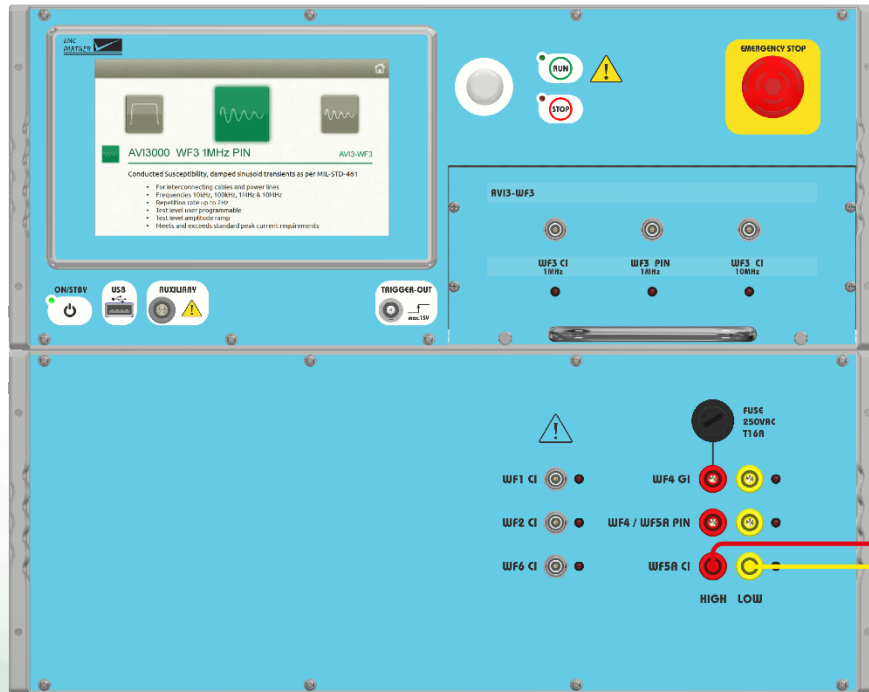 EMC
PARTNER
AVI3000 WF3 1MHz PIN
AVI3-WF3
Conducted Susceptibility, damped sinusoid transients as per MIL-STD-461
• For interconnecting cables and power lines
• Frequencies 10kHz, 100kHz, 1MHz & 10MHz
• Repetition rate up to 2Hz
• Test level user programmable
• Test level amplitude ramp
• Meets and exceeds standard peak current requirements
RUN
STOP
EMERGENCY STOP
ON/STBY
USB
AUXILIARY
TRIGGER-OUT
max.15V
AVI3-WF3
WF3 CI
1MHz
WF3 PIN
1MHz
WF3 CI
10MHz
FUSE
250VAC
T16A
WF1 CI
WF4 GI
WF2 CI
WF4 / WF5A PIN
WF6 CI
WF5A CI
HIGH LOW